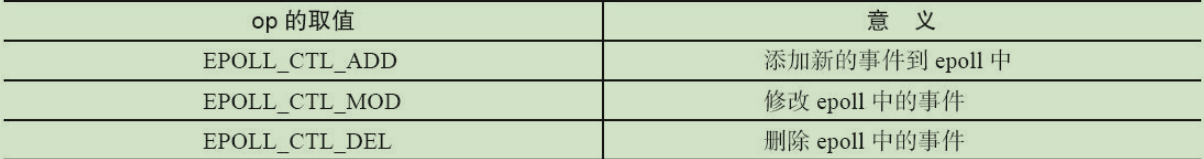 op 的取值 意 义
EPOLL_CTL_ADD 添加新的事件到 epoll 中
EPOLL_CTL_MOD 修改 epoll 中的事件
EPOLL_CTL_DEL 删除 epoll 中的事件